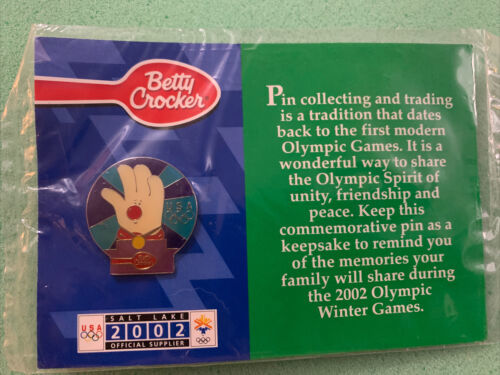 Betty
Crocker
USA
USA
SALT LAKE
2002
OFFICIAL SUPPLIER
Pin collecting and trading
is a tradition that dates
back to the first modern
Olympic Games. It is a
wonderful way to share
the Olympic Spirit of
unity, friendship and
peace. Keep this
commemorative pin as a
keepsake to remind you
of the memories your
family will share during
the 2002 Olympic
Winter Games.